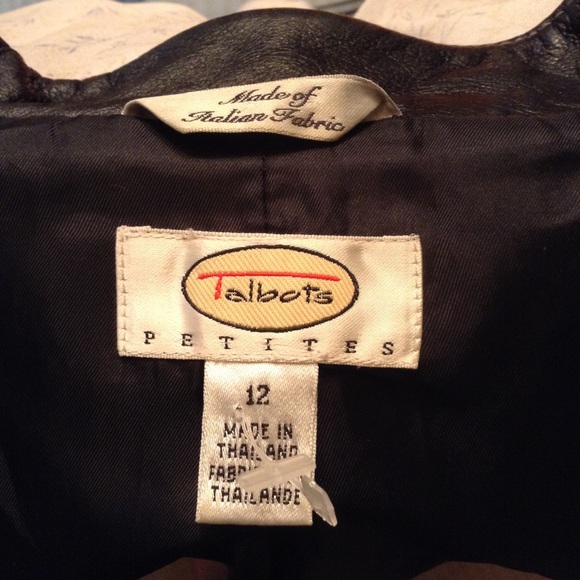 Made of
Italian Fabric
Talbots
PETITES
12
MADE IN
THAILAND
THAILANDE